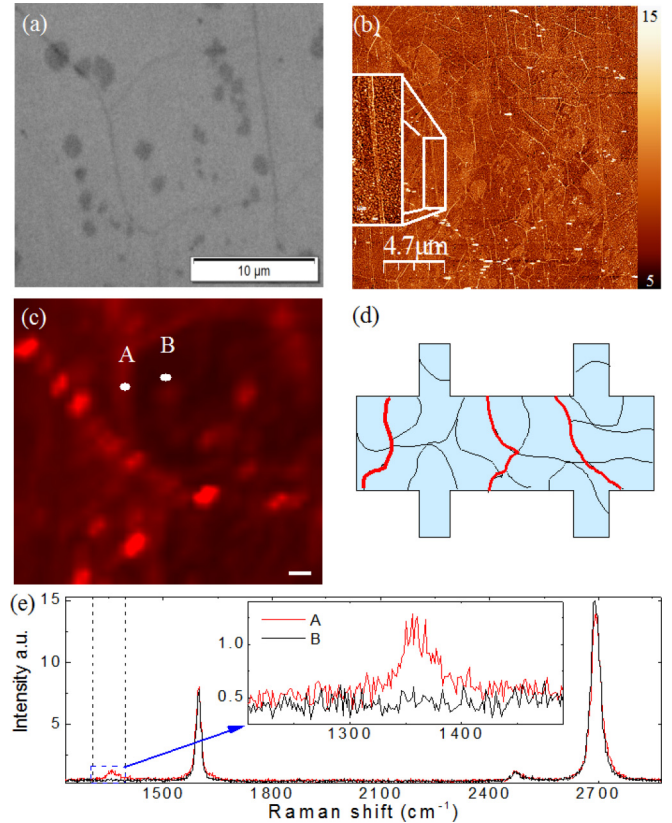 (a)
10 µm
(b)
15
4.7µm
5
(c)
A
B
(d)
(e)
15
10
5
Intensity a.u.
A
B
1.0
0.5
1300
1400
1500
1800
2100
2400
2700
Raman shift (cm⁻¹)